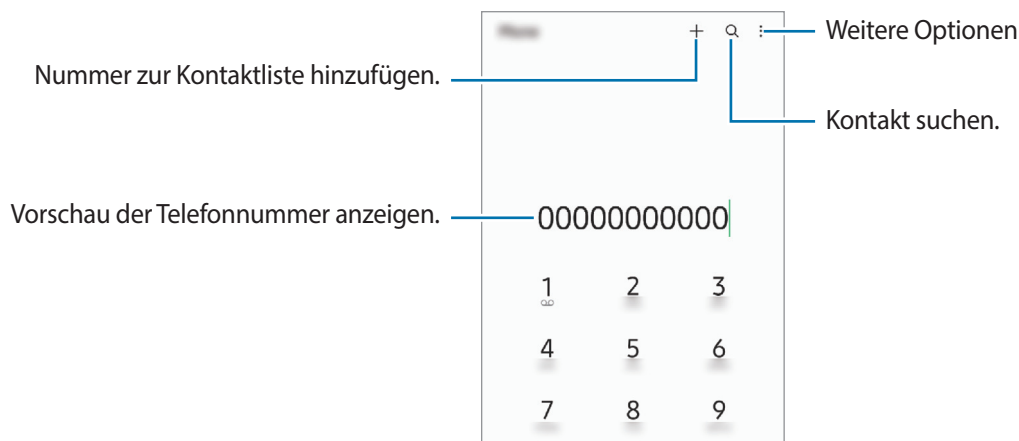 Weitere Optionen
Nummer zur Kontaktliste hinzufügen.
Kontakt suchen.
Vorschau der Telefonnummer anzeigen.
00000000000
1 2 3
4 5 6
7 8 9